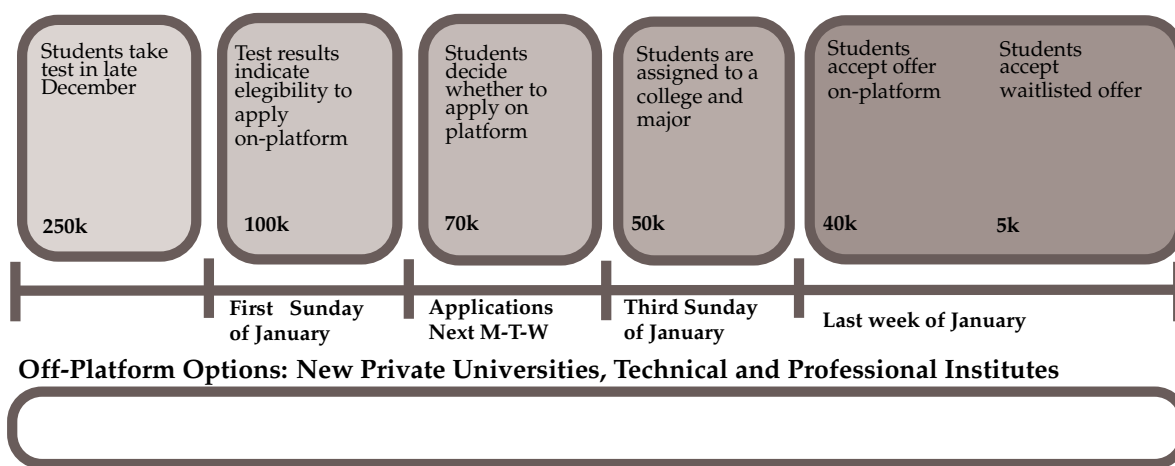 Students take
test in late
December
250k
Test results
indicate
elegibility to
apply
on-platform
100k
Students
decide
whether to
apply on
platform
70k
Students are
assigned to a
college and
major
50k
Students
accept offer
on-platform
40k
Students
accept
waitlisted offer
5k
First Sunday
of January
Applications
Next M-T-W
Third Sunday
of January
Last week of January
Off-Platform Options: New Private Universities, Technical and Professional Institutes